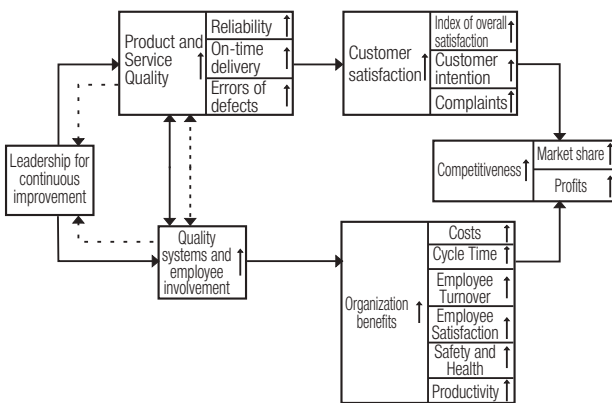 Product and
Service
Quality
Reliability
On-time
delivery
Errors of
defects
Customer
satisfaction
Index of overall
satisfaction
Customer
intention
Complaints
Leadership for
continuous
improvement
Competitiveness
Market share
Profits
Quality
systems and
employee
involvement
Organization
benefits
Costs
Cycle Time
Employee
Turnover
Employee
Satisfaction
Safety and
Health
Productivity